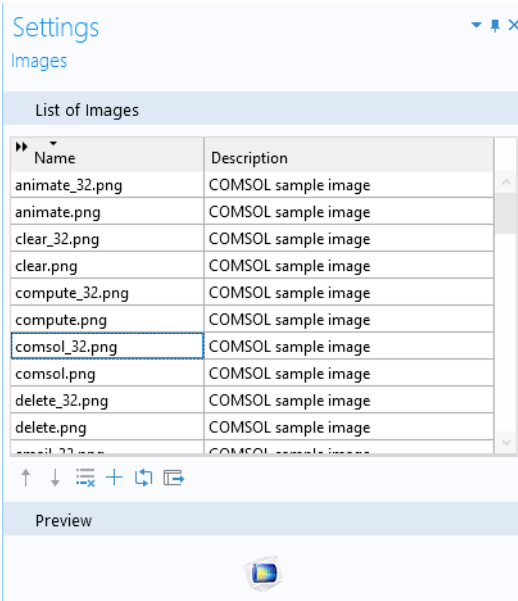 Settings
Images
List of Images
Name Description
animate_32.png COMSOL sample image
animate.png COMSOL sample image
clear_32.png COMSOL sample image
clear.png COMSOL sample image
compute_32.png COMSOL sample image
compute.png COMSOL sample image
comsol_32.png COMSOL sample image
comsol.png COMSOL sample image
delete_32.png COMSOL sample image
delete.png COMSOL sample image
Preview